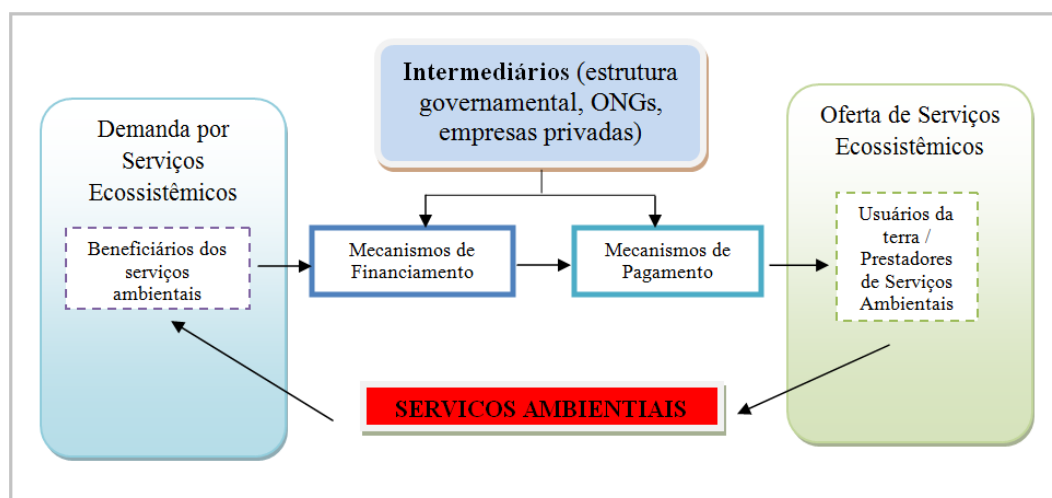 Intermediários (estrutura
governamental, ONGs,
empresas privadas)
Demanda por
Serviços
Ecossistêmicos
Beneficiários dos
serviços
ambientais
Mecanismos de
Financiamento
Mecanismos de
Pagamento
Oferta de Serviços
Ecossistêmicos
Usuários da
terra /
Prestadores
de Serviços
Ambientais
SERVICOS AMBIENTIAIS